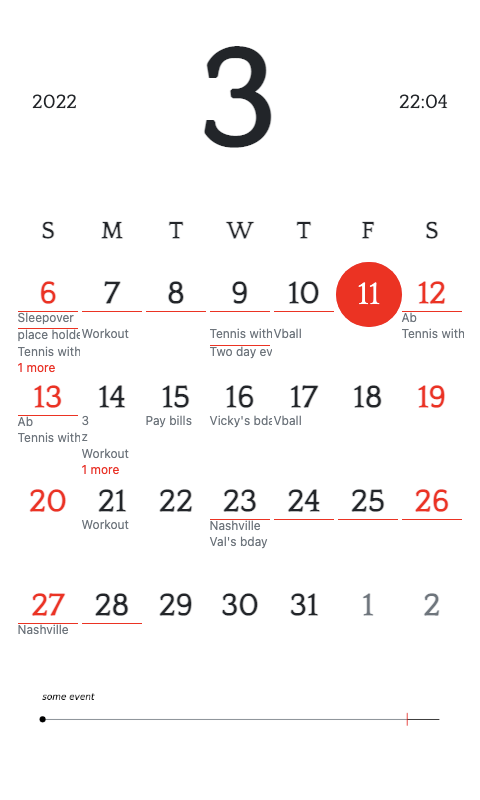 3
2022 22:04
S M T W T F S
6 7 8 9 10 11 12
Sleepover Ab
place holde Workout Tennis with Vball Tennis with
Tennis with Two day ev
1 more
13 14 15 16 17 18 19
Ab 3 Pay bills Vicky's bda Vball
Tennis with z
Workout
1 more
20 21 22 23 24 25 26
Workout Nashville
Val's bday
27 28 29 30 31 1 2
Nashville
some event